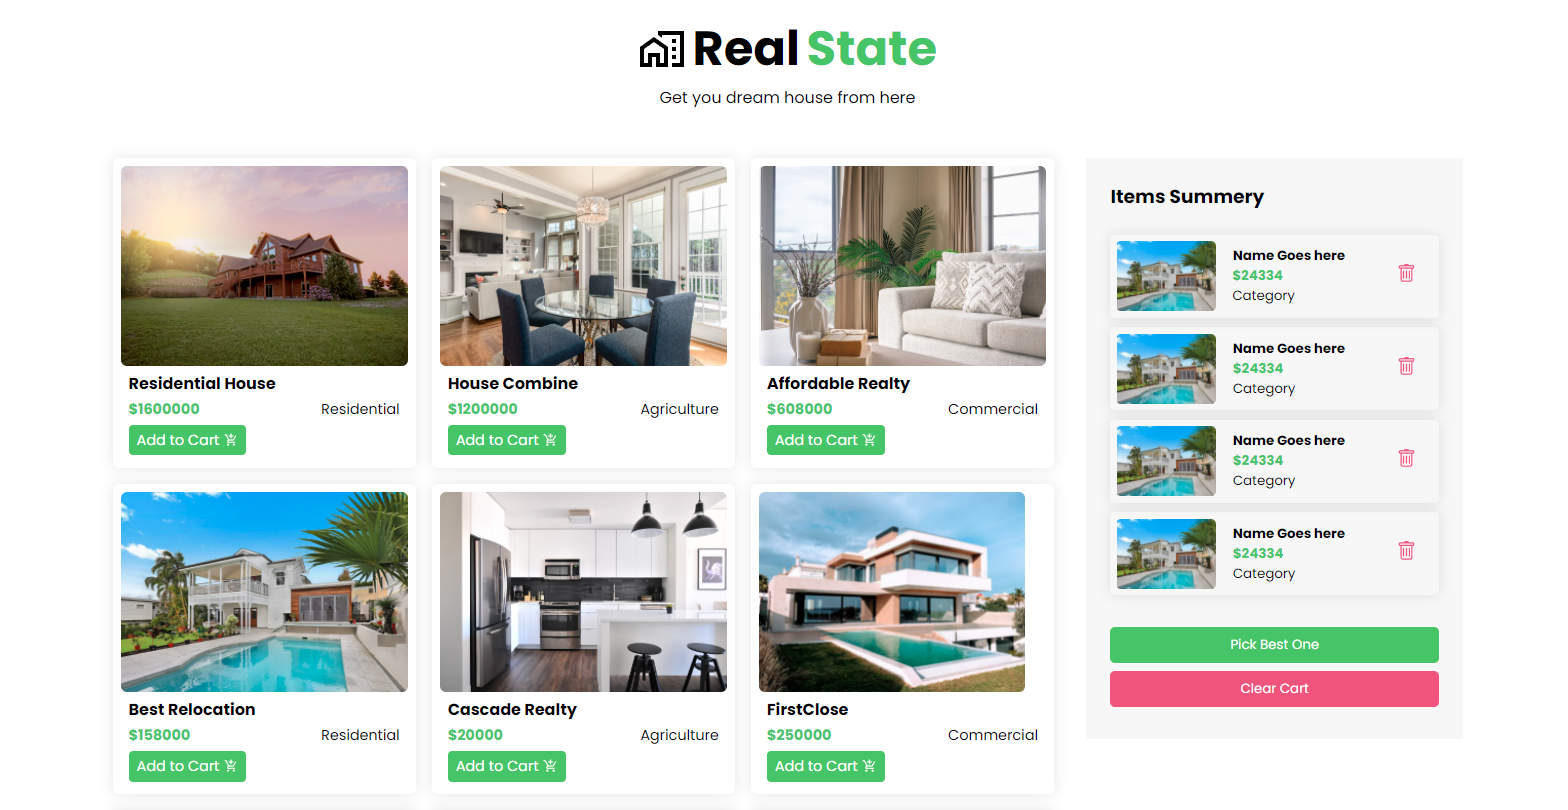 Real State
Get you dream house from here
Residential House
$1600000 Residential
Add to Cart
House Combine
$1200000 Agriculture
Add to Cart
Affordable Realty
$608000 Commercial
Add to Cart
Best Relocation
$158000 Residential
Add to Cart
Cascade Realty
$20000 Agriculture
Add to Cart
FirstClose
$250000 Commercial
Add to Cart
Items Summery
Name Goes here
$24334
Category
Name Goes here
$24334
Category
Name Goes here
$24334
Category
Name Goes here
$24334
Category
Pick Best One
Clear Cart